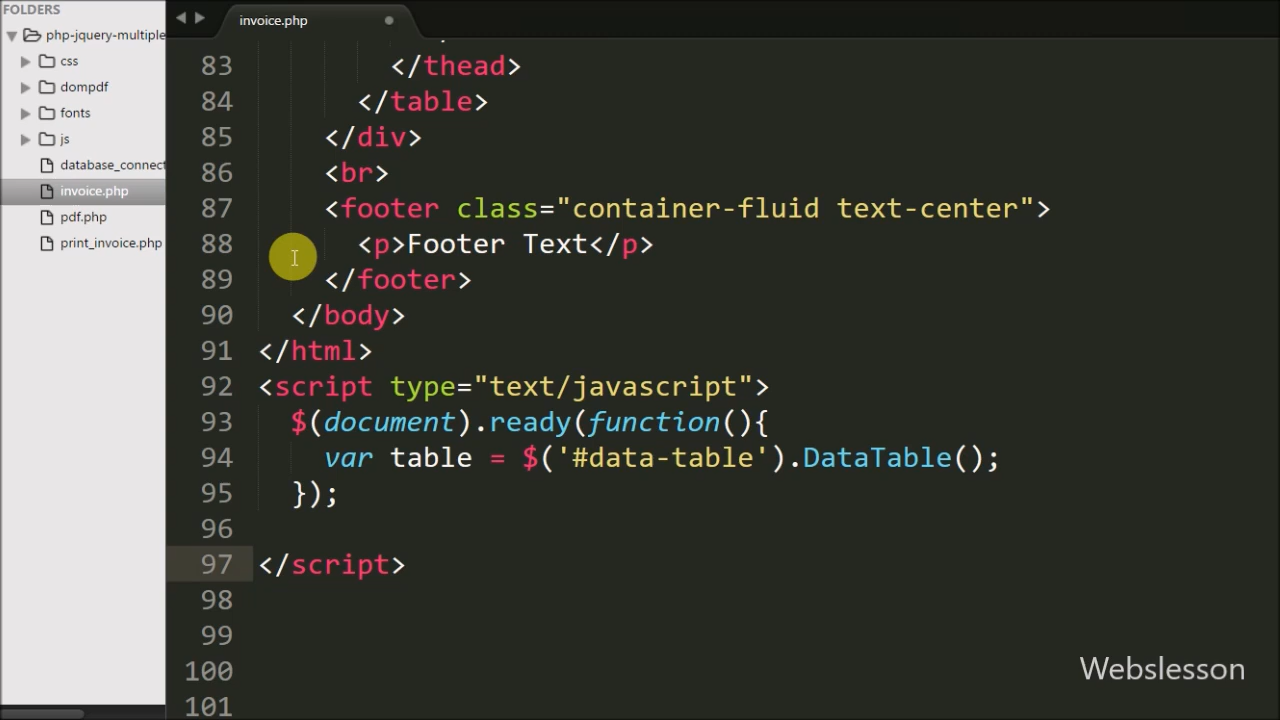 FOLDERS
php-jquery-multiple
css
dompdf
fonts
js
database_connect
invoice.php
pdf.php
print_invoice.php
invoice.php
83 </thead>
84 </table>
85 </div>
86 <br>
87 <footer class="container-fluid text-center">
88 <p>Footer Text</p>
89 </footer>
90 </body>
91 </html>
92 <script type="text/javascript">
93 $(document).ready(function(){
94 var table = $('#data-table').DataTable();
95 });
96
97 </script>
98
99
100
101
Webslesson